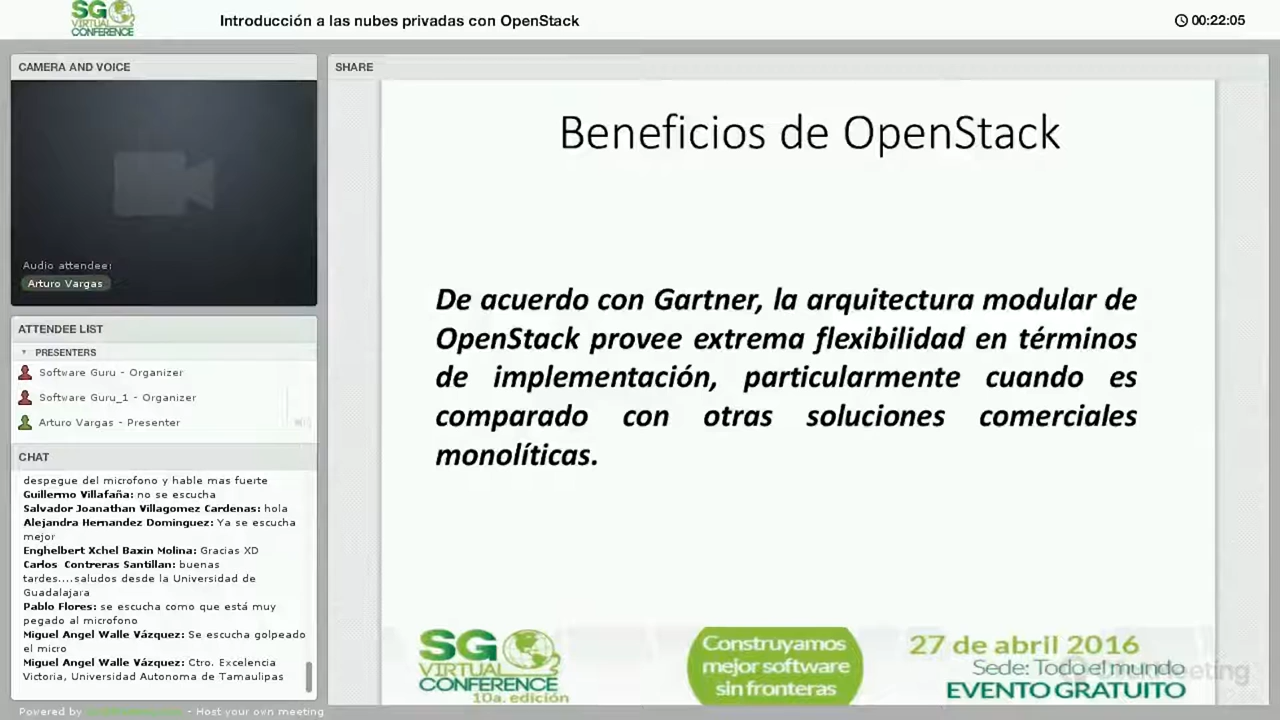 SG
VIRTUAL
CONFERENCE
Introducción a las nubes privadas con OpenStack
00:22:05
CAMERA AND VOICE
Audio attendee:
Arturo Vargas
ATTENDEE LIST
PRESENTERS
Software Guru - Organizer
Software Guru_1 - Organizer
Arturo Vargas - Presenter
CHAT
despegue del microfono y hable mas fuerte
Guillermo Villafaña: no se escucha
Salvador Joanathan Villagomez Cardenas: hola
Alejandra Hernandez Dominguez: Ya se escucha
mejor
Enghelbert Xchel Baxin Molina: Gracias XD
Carlos Contreras Santillan: buenas
tardes....saludos desde la Universidad de
Guadalajara
Pablo Flores: se escucha como que está muy
pegado al microfono
Miguel Angel Walle Vázquez: Se escucha golpeado
el micro
Miguel Angel Walle Vázquez: Ctro. Excelencia
Victoria, Universidad Autonoma de Tamaulipas
Powered by - Host your own meeting
SHARE
Beneficios de OpenStack
De acuerdo con Gartner, la arquitectura modular de
OpenStack provee extrema flexibilidad en términos
de implementación, particularmente cuando es
comparado con otras soluciones comerciales
monolíticas.
SG
VIRTUAL
CONFERENCE
10a. edición
Construyamos
mejor software
sin fronteras
27 de abril 2016
Sede: Todo el mundo
EVENTO GRATUITO